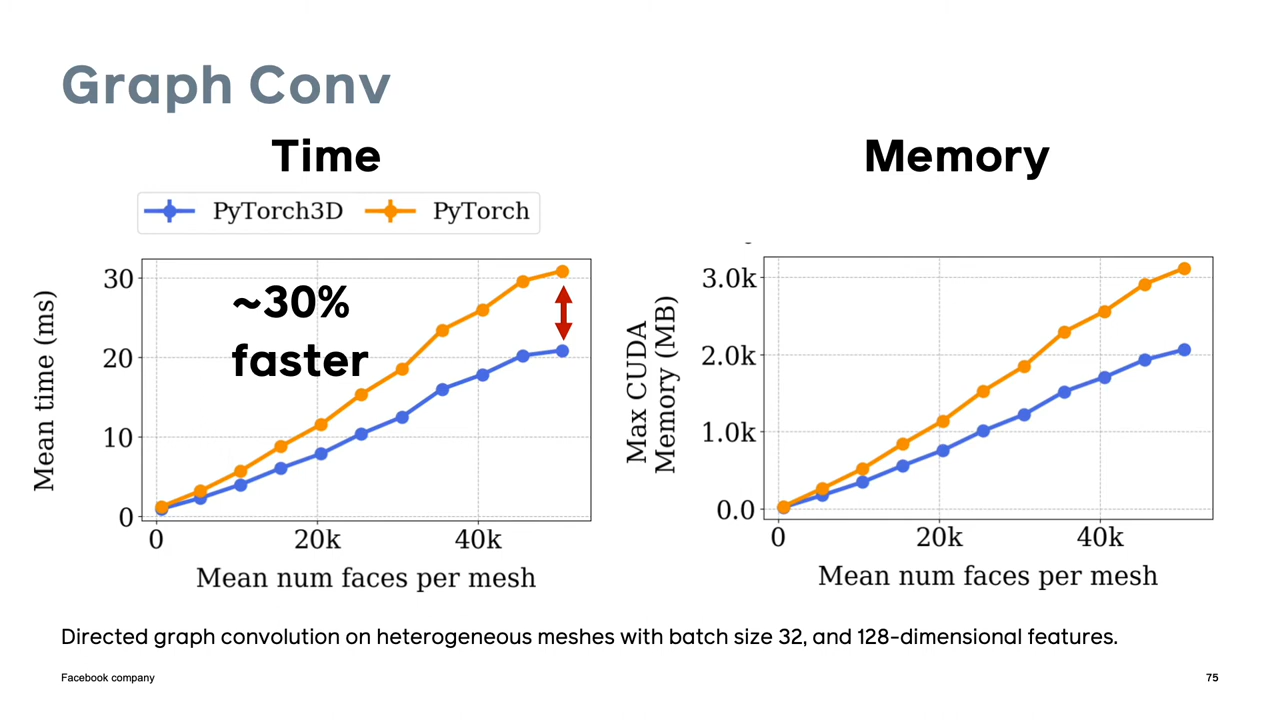 Graph Conv
Time
PyTorch3D
PyTorch
~30%
faster
Mean time (ms)
30
20
10
0
0
20k
40k
Mean num faces per mesh
Memory
Max CUDA
Memory (MB)
3.0k
2.0k
1.0k
0.0
0
20k
40k
Mean num faces per mesh
Directed graph convolution on heterogeneous meshes with batch size 32, and 128-dimensional features.
Facebook company
75